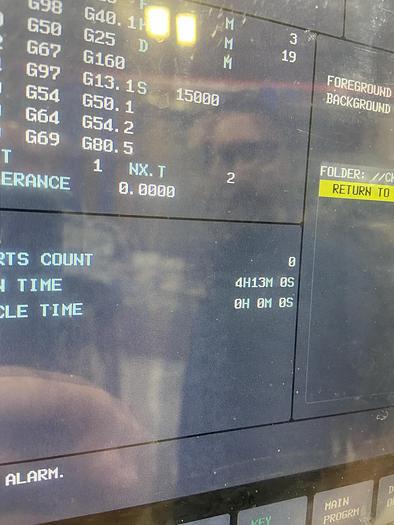 G98 F
G50 G40.1 H M 3
G67 G25 D M 19
G97 G160 M
G54 G13.1 S 15000
G64 G50.1
G69 G54.2
G80.5
T 1 NX.T 2
ERANCE 0.0000
RTS COUNT 0
N TIME 4H13M 0S
CLE TIME 0H 0M 0S
ALARM.
FOREGROUND
BACKGROUND
FOLDER: //C
RETURN TO
KEY
MAIN
PROGRM